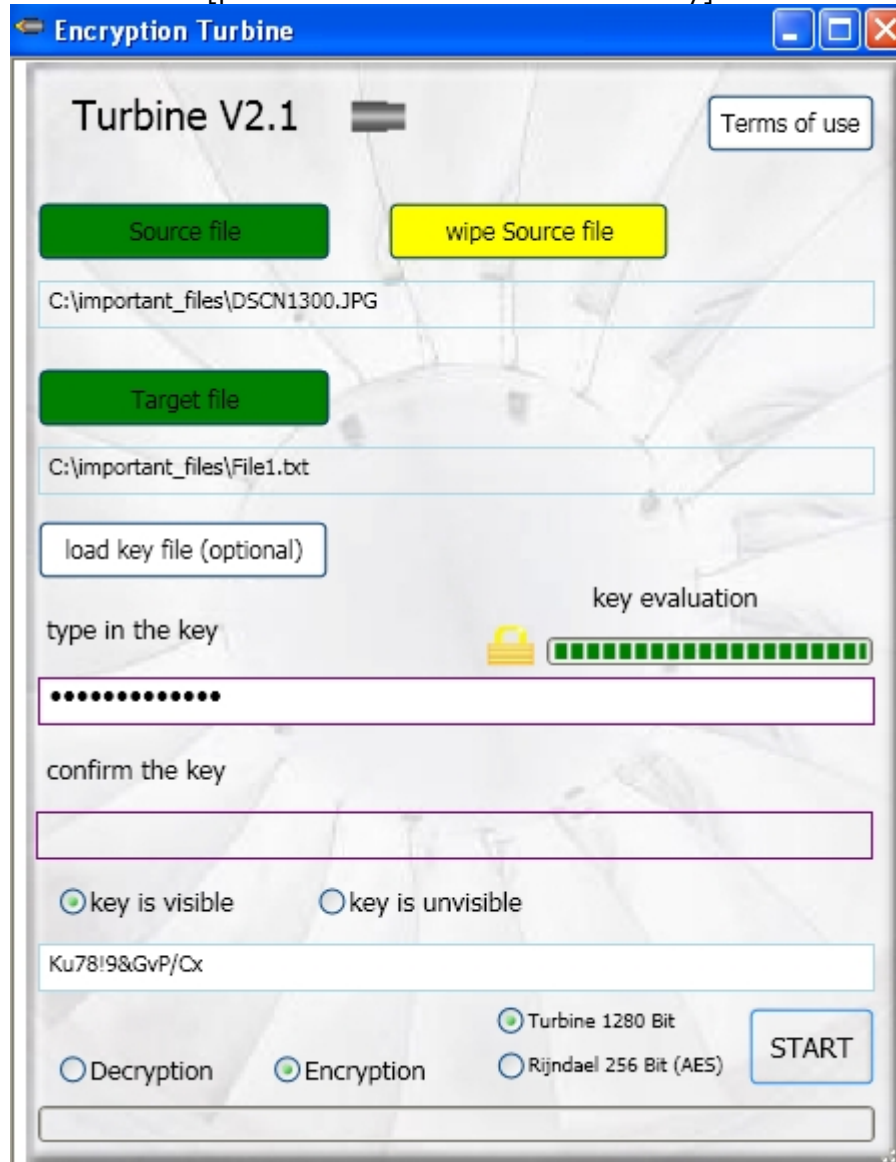 Encryption Turbine
Turbine V2.1
Terms of use
Source file
wipe Source file
C:\important_files\DSCN1300.JPG
Target file
C:\important_files\File1.txt
load key file (optional)
key evaluation
type in the key
•••••••••••••
confirm the key
key is visible
key is unvisible
Ku78!9&GvP/Cx
Turbine 1280 Bit
Decryption
Encryption
Rijndael 256 Bit (AES)
START